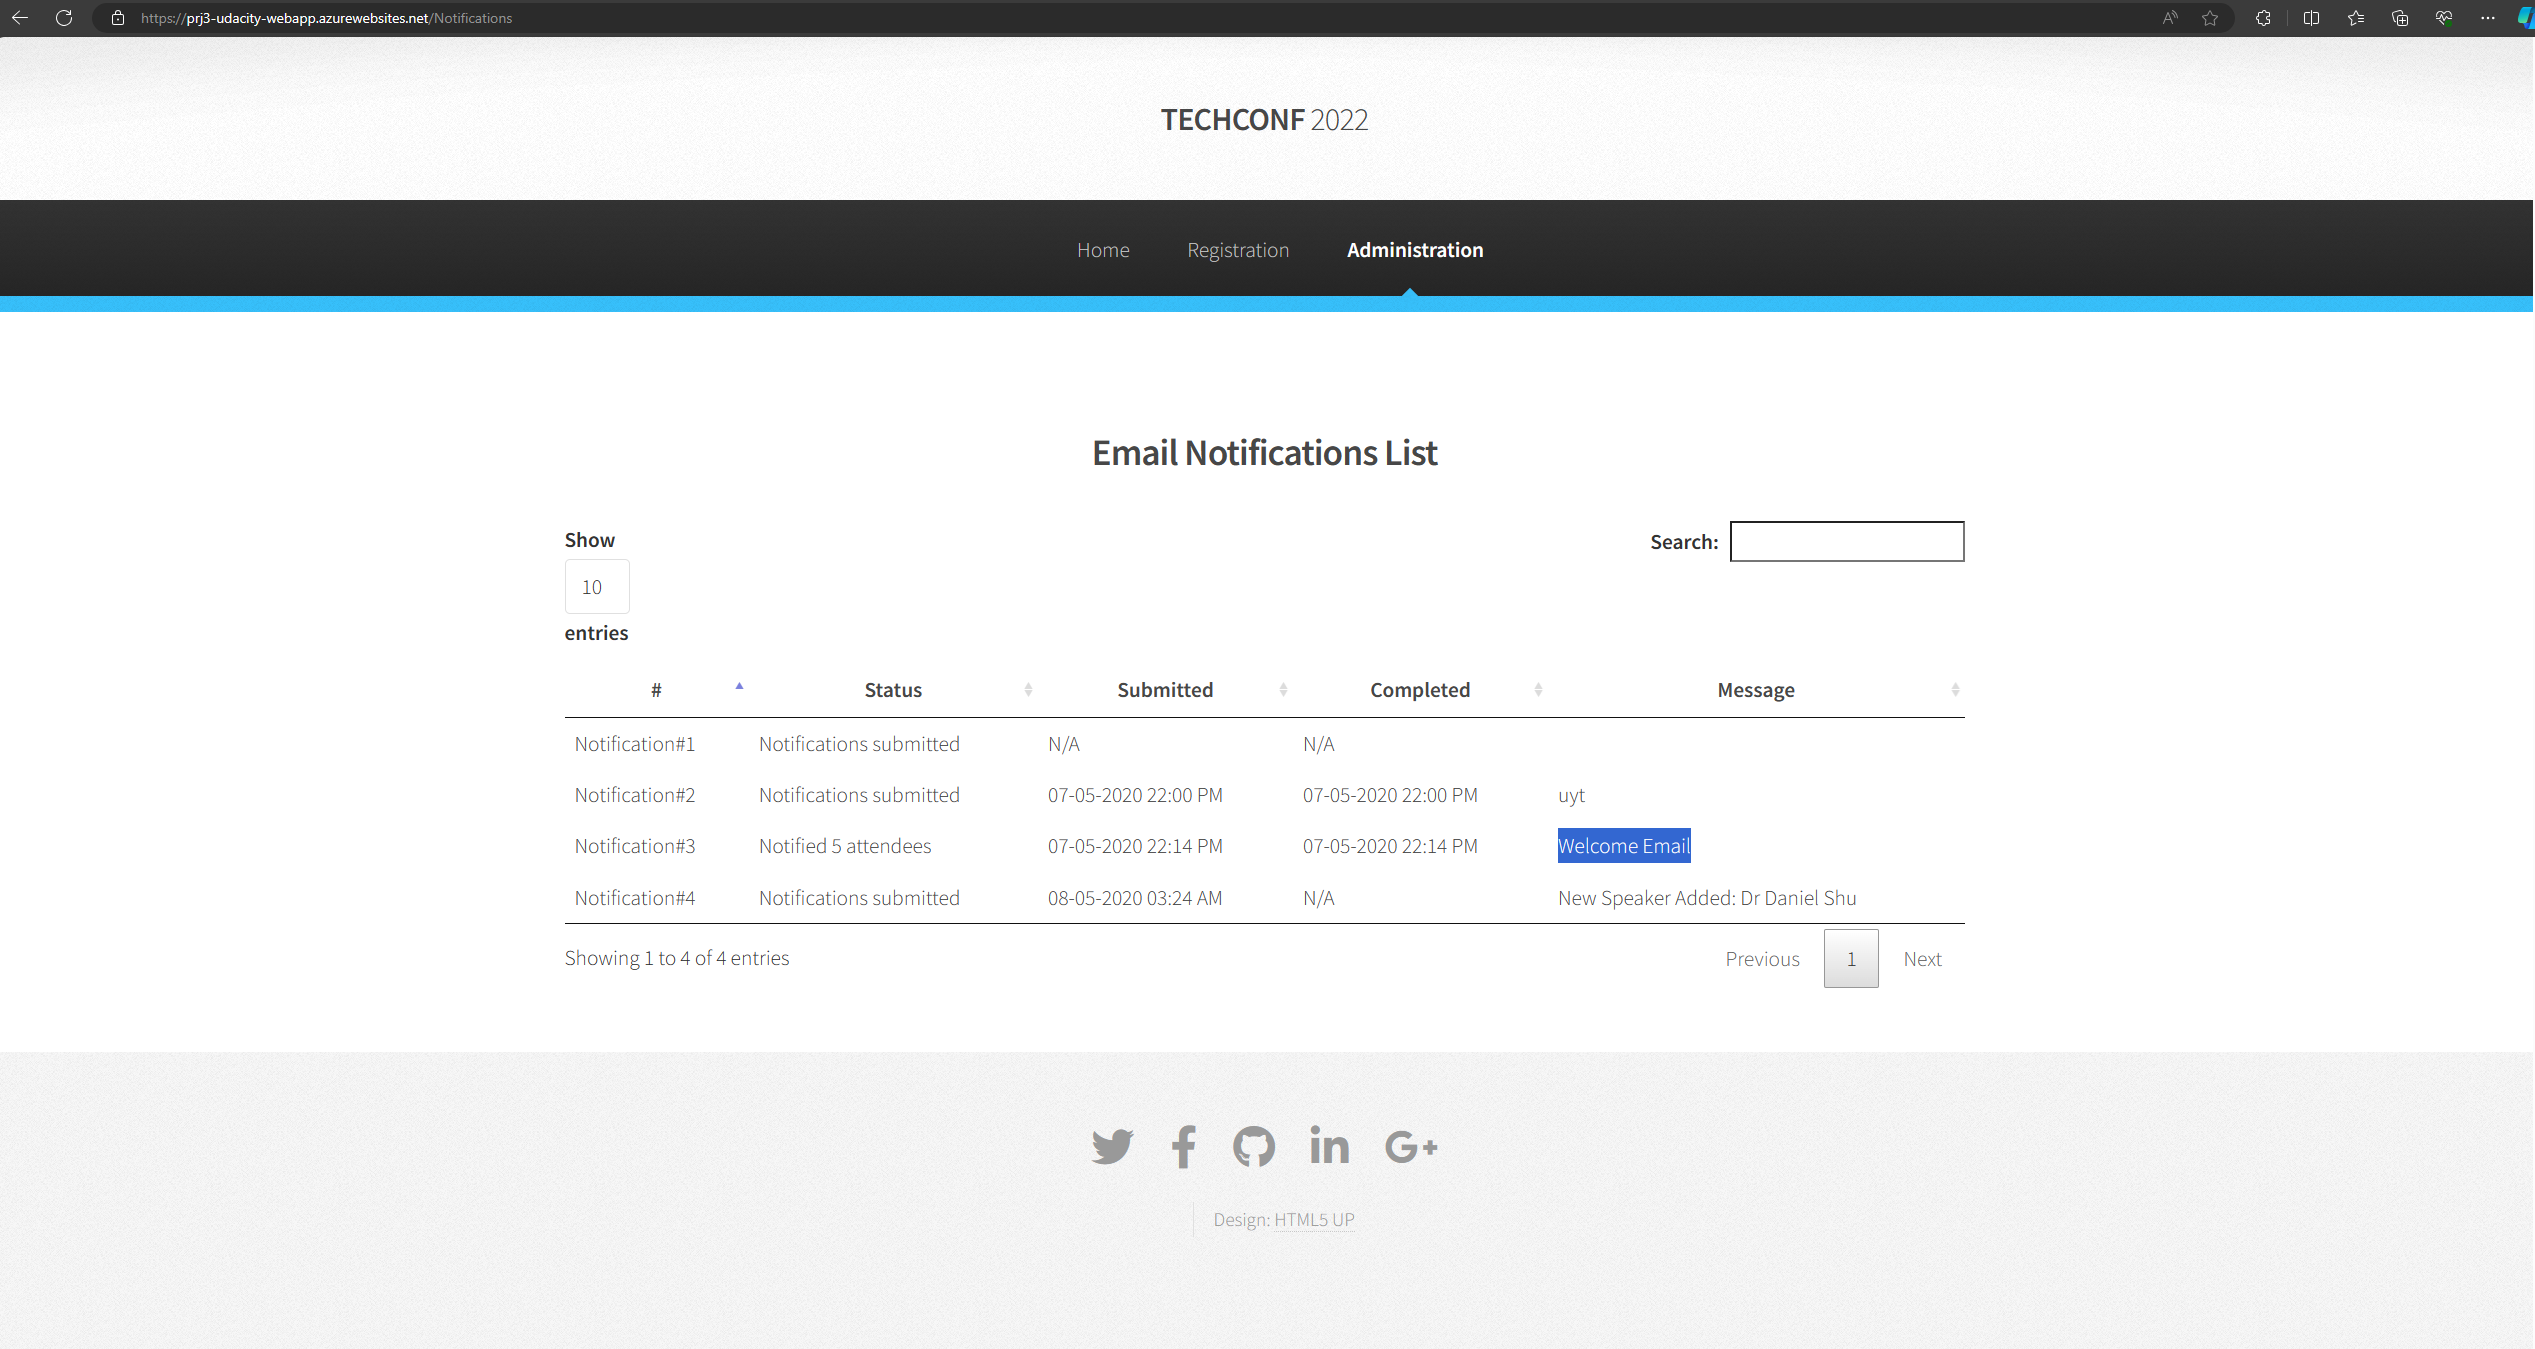 https://prj3-udacity-webapp.azurewebsites.net/Notifications
TECHCONF 2022
Home Registration Administration
Email Notifications List
Show
10
entries
Search:
# Status Submitted Completed Message
Notification#1 Notifications submitted N/A N/A
Notification#2 Notifications submitted 07-05-2020 22:00 PM 07-05-2020 22:00 PM uyt
Notification#3 Notified 5 attendees 07-05-2020 22:14 PM 07-05-2020 22:14 PM Welcome Email
Notification#4 Notifications submitted 08-05-2020 03:24 AM N/A New Speaker Added: Dr Daniel Shu
Showing 1 to 4 of 4 entries
Previous 1 Next
Design: HTML5 UP